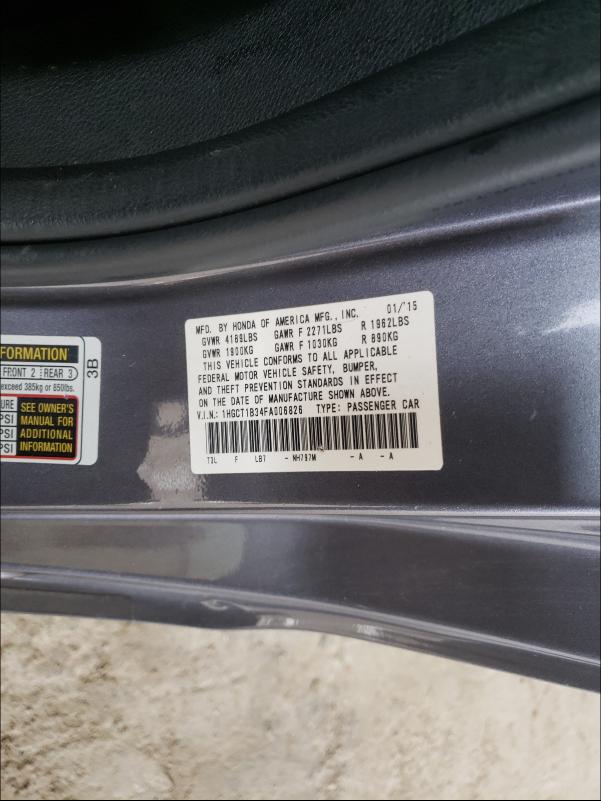 MFD. BY HONDA OF AMERICA MFG., INC. 01/'15
GVWR 4189LBS GAWR F 2271LBS R 1962LBS
GVWR 1900KG GAWR F 1030KG R 890KG
THIS VEHICLE CONFORMS TO ALL APPLICABLE
FEDERAL MOTOR VEHICLE SAFETY, BUMPER,
AND THEFT PREVENTION STANDARDS IN EFFECT
ON THE DATE OF MANUFACTURE SHOWN ABOVE.
V.I.N.: 1HGCT1B34FA006826 TYPE: PASSENGER CAR
T3L F LB7 - NH797M - A - A
FORMATION
FRONT 2 REAR 3
exceed 385kg or 850lbs.
URE SEE OWNER'S
PSI MANUAL FOR
PSI ADDITIONAL
PSI INFORMATION
3B